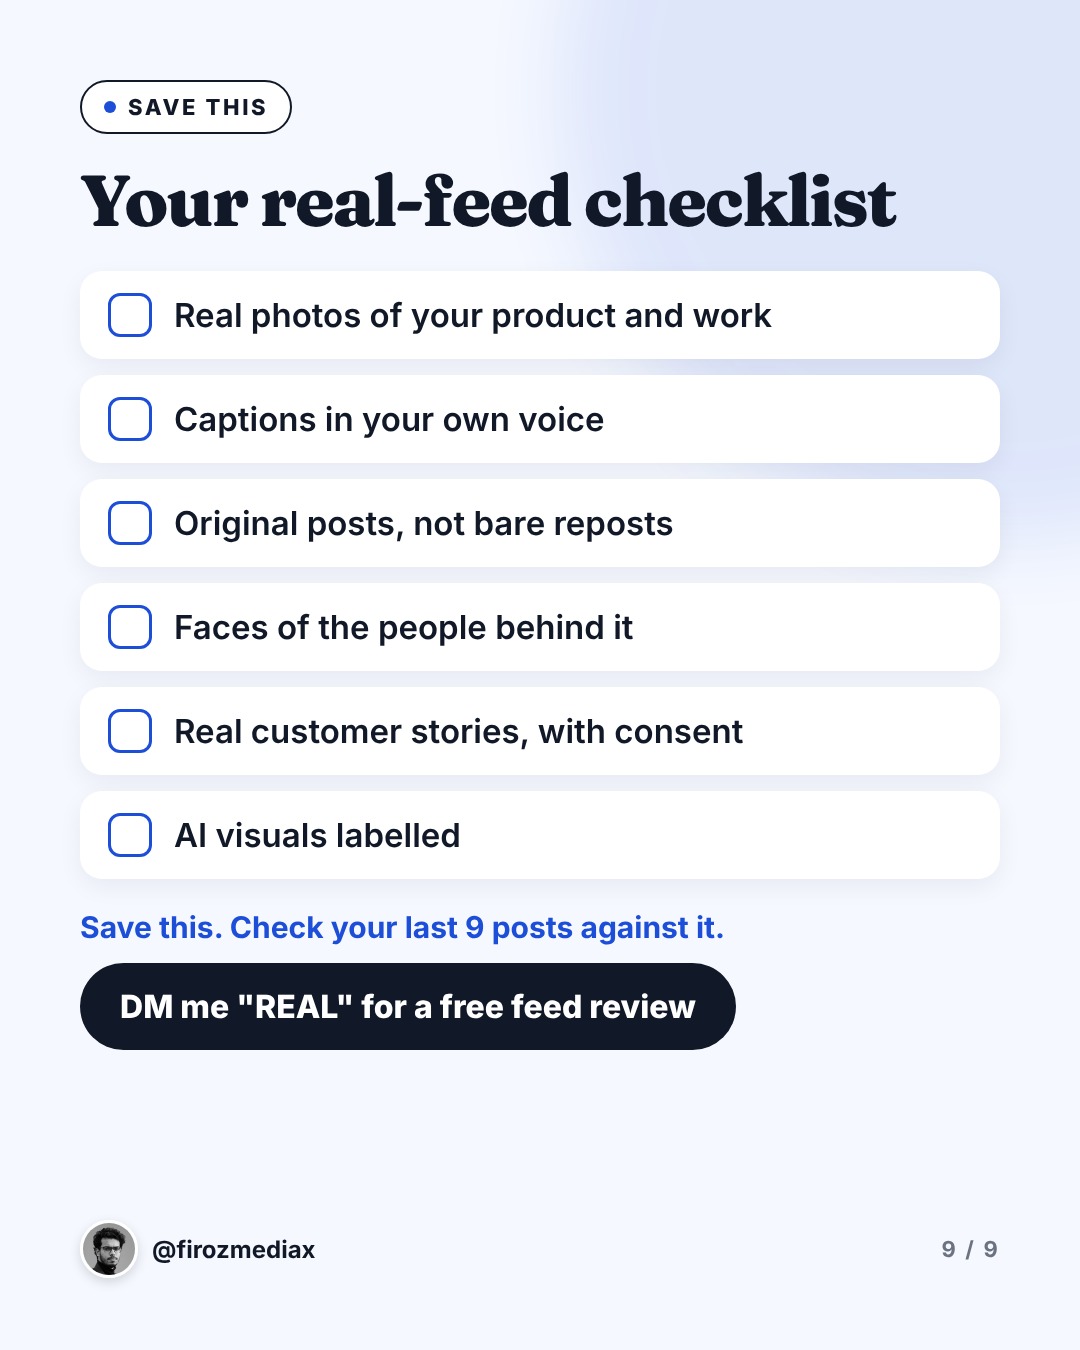 SAVE THIS
Your real-feed checklist
Real photos of your product and work
Captions in your own voice
Original posts, not bare reposts
Faces of the people behind it
Real customer stories, with consent
AI visuals labelled
Save this. Check your last 9 posts against it.
DM me "REAL" for a free feed review
@firozmediax
9 / 9